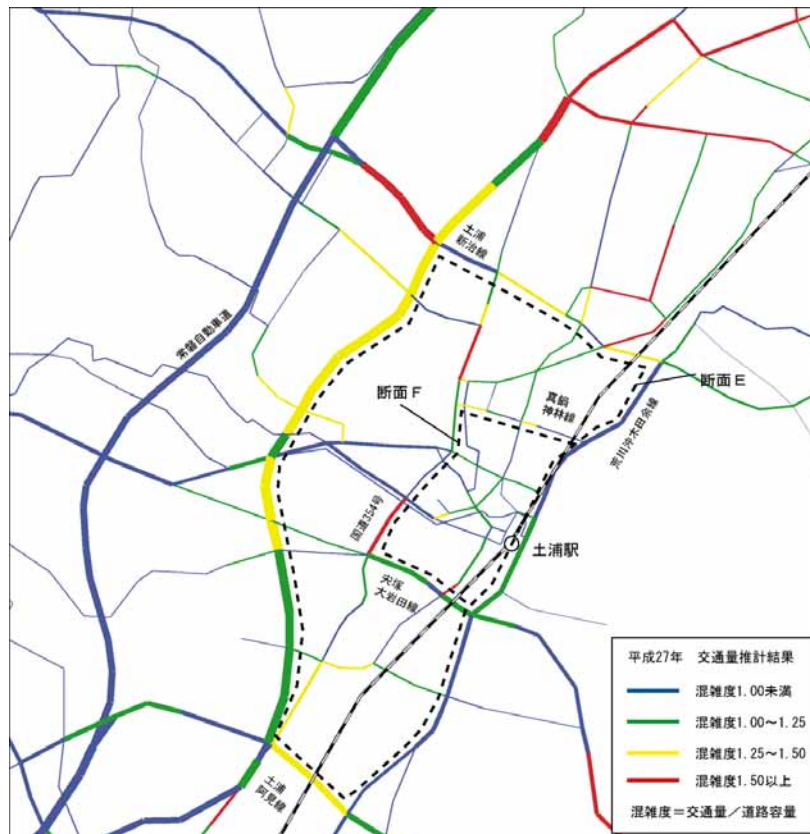 土浦
新治線
常磐自動車道
断面F
真鍋
神林線
断面E
荒川沖木田余線
国道354号
土浦駅
宍塚
大岩田線
土浦
阿見線
平成27年 交通量推計結果
混雑度1.00未満
混雑度1.00～1.25
混雑度1.25～1.50
混雑度1.50以上
混雑度＝交通量／道路容量